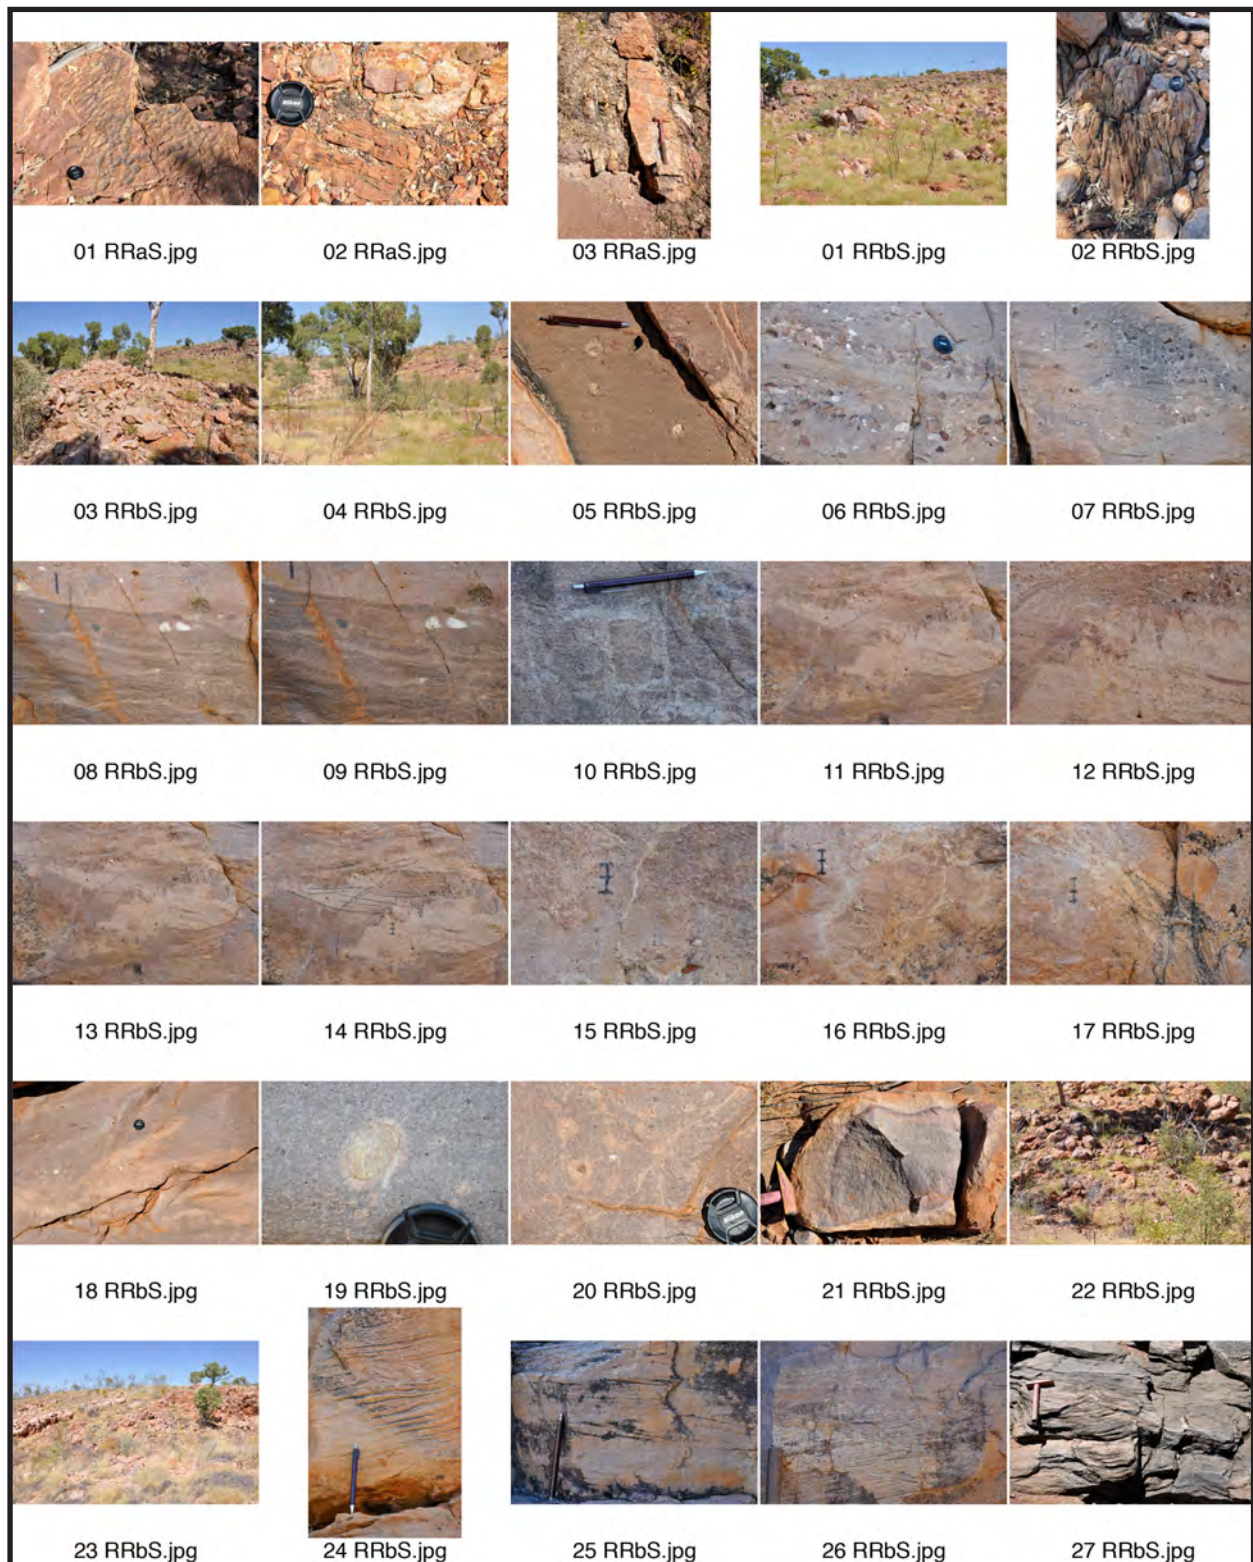 01 RRaS.jpg 02 RRaS.jpg 03 RRaS.jpg 01 RRbS.jpg 02 RRbS.jpg
03 RRbS.jpg 04 RRbS.jpg 05 RRbS.jpg 06 RRbS.jpg 07 RRbS.jpg
08 RRbS.jpg 09 RRbS.jpg 10 RRbS.jpg 11 RRbS.jpg 12 RRbS.jpg
13 RRbS.jpg 14 RRbS.jpg 15 RRbS.jpg 16 RRbS.jpg 17 RRbS.jpg
Nikon
18 RRbS.jpg 19 RRbS.jpg 20 RRbS.jpg 21 RRbS.jpg 22 RRbS.jpg
23 RRbS.jpg 24 RRbS.jpg 25 RRbS.jpg 26 RRbS.jpg 27 RRbS.jpg